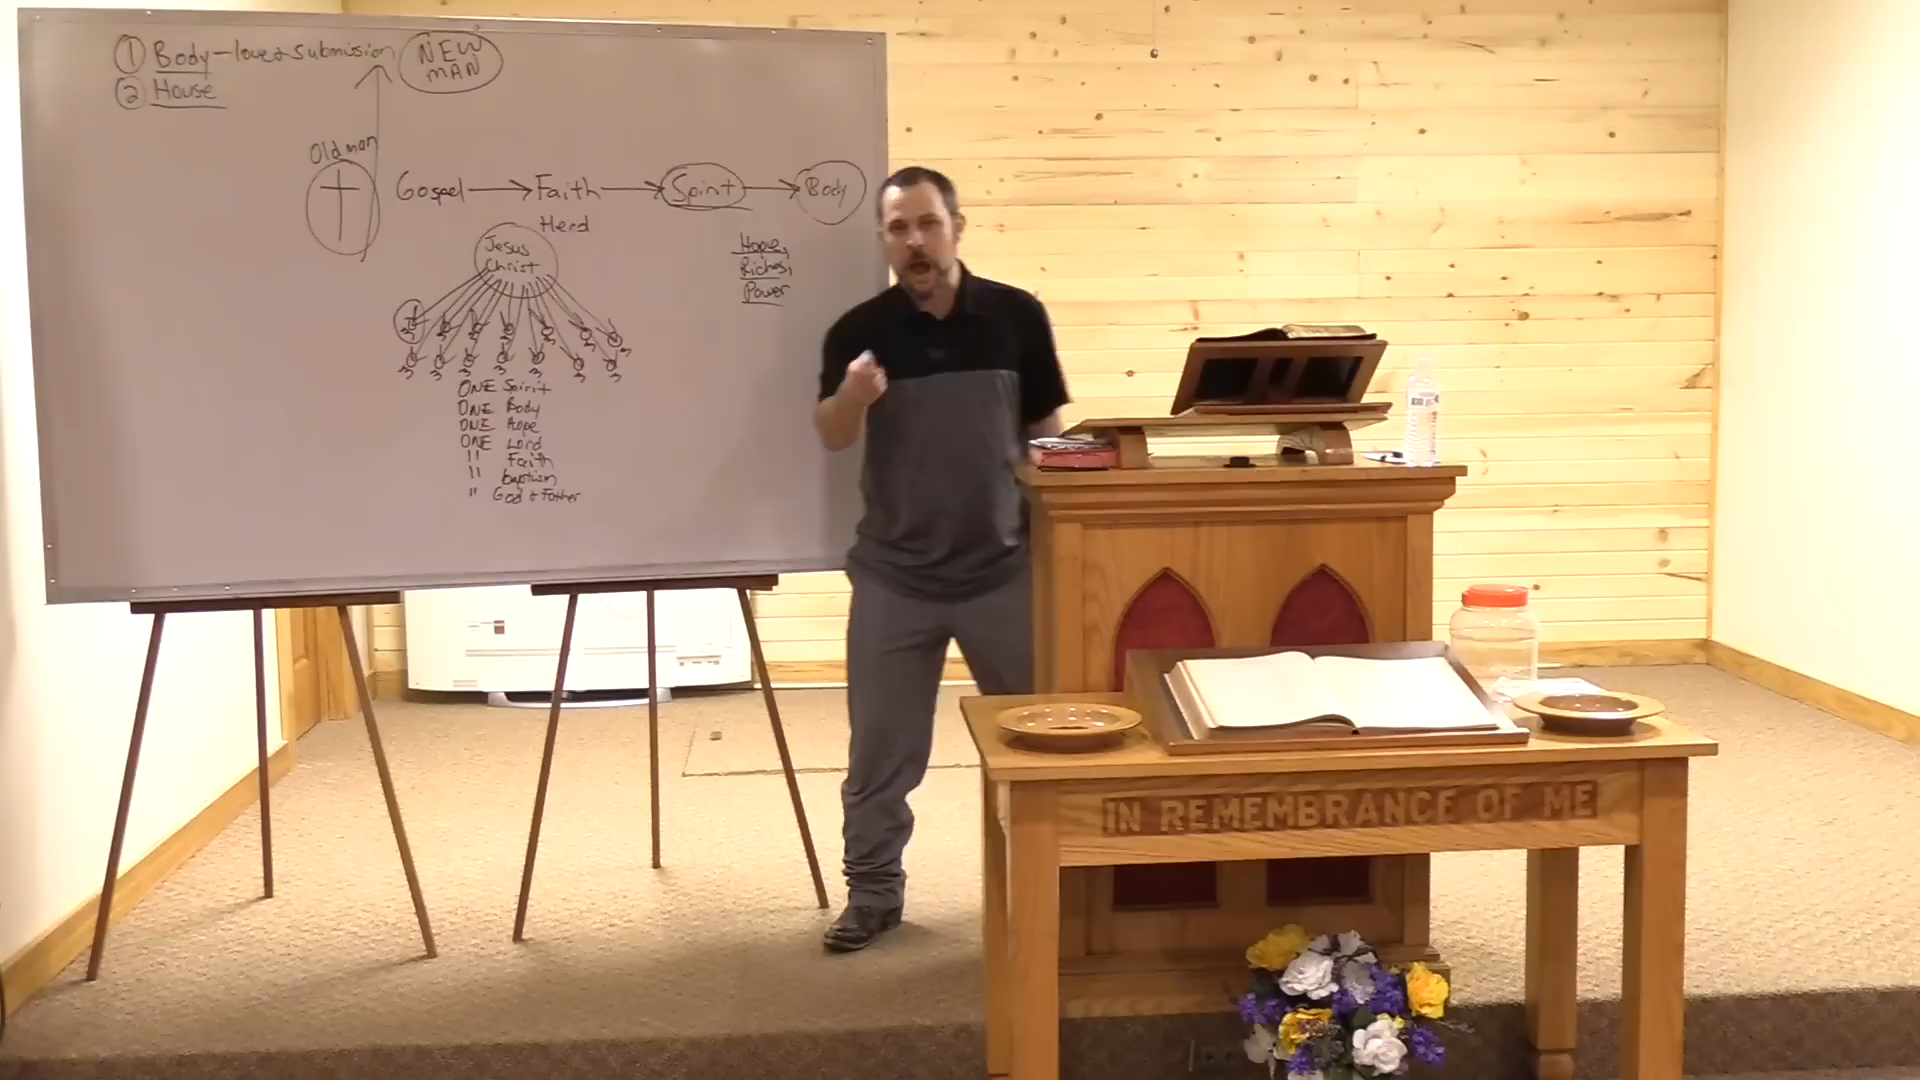 ① Body - love & submission
NEW
MAN
② House
Old man
Gospel → Faith → Spirit → Body
Herd
Jesus
Christ
Hope,
Riches,
Power
ONE Spirit
ONE Body
ONE Hope
ONE Lord
" Faith
" baptism
" God & Father
IN REMEMBRANCE OF ME